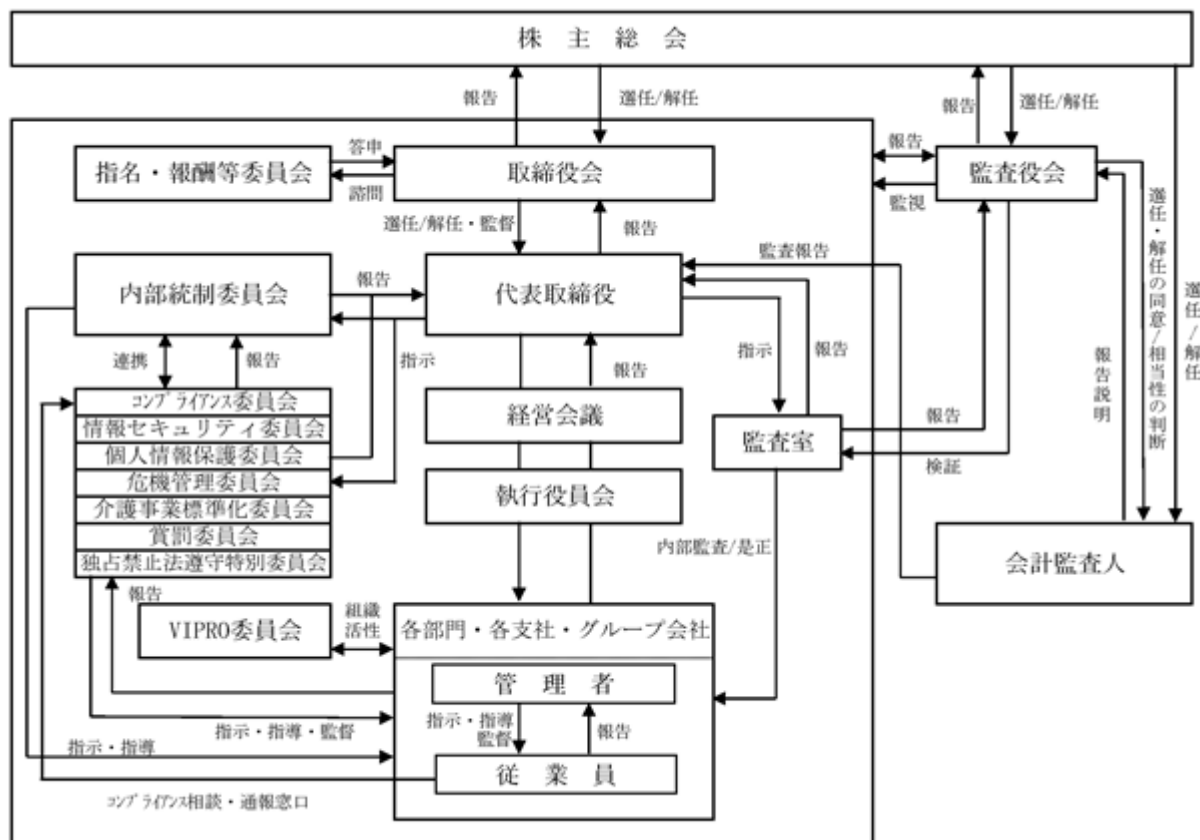 株主総会
報告
選任/解任
報告
選任/解任
指名・報酬等委員会
答申
諮問
取締役会
報告
監視
監査役会
選任/解任・監督
報告
監査報告
選任・解任の同意/相当性の判断
選任/解任
報告説明
内部統制委員会
報告
代表取締役
指示
連携
報告
指示
報告
報告
コンプライアンス委員会
情報セキュリティ委員会
個人情報保護委員会
危機管理委員会
介護事業標準化委員会
賞罰委員会
独占禁止法遵守特別委員会
経営会議
執行役員会
監査室
報告
検証
内部監査/是正
会計監査人
報告
VIPRO委員会
組織
活性
各部門・各支社・グループ会社
管理者
指示・指導
監督
報告
従業員
指示・指導・監督
指示・指導
コンプライアンス相談・通報窓口